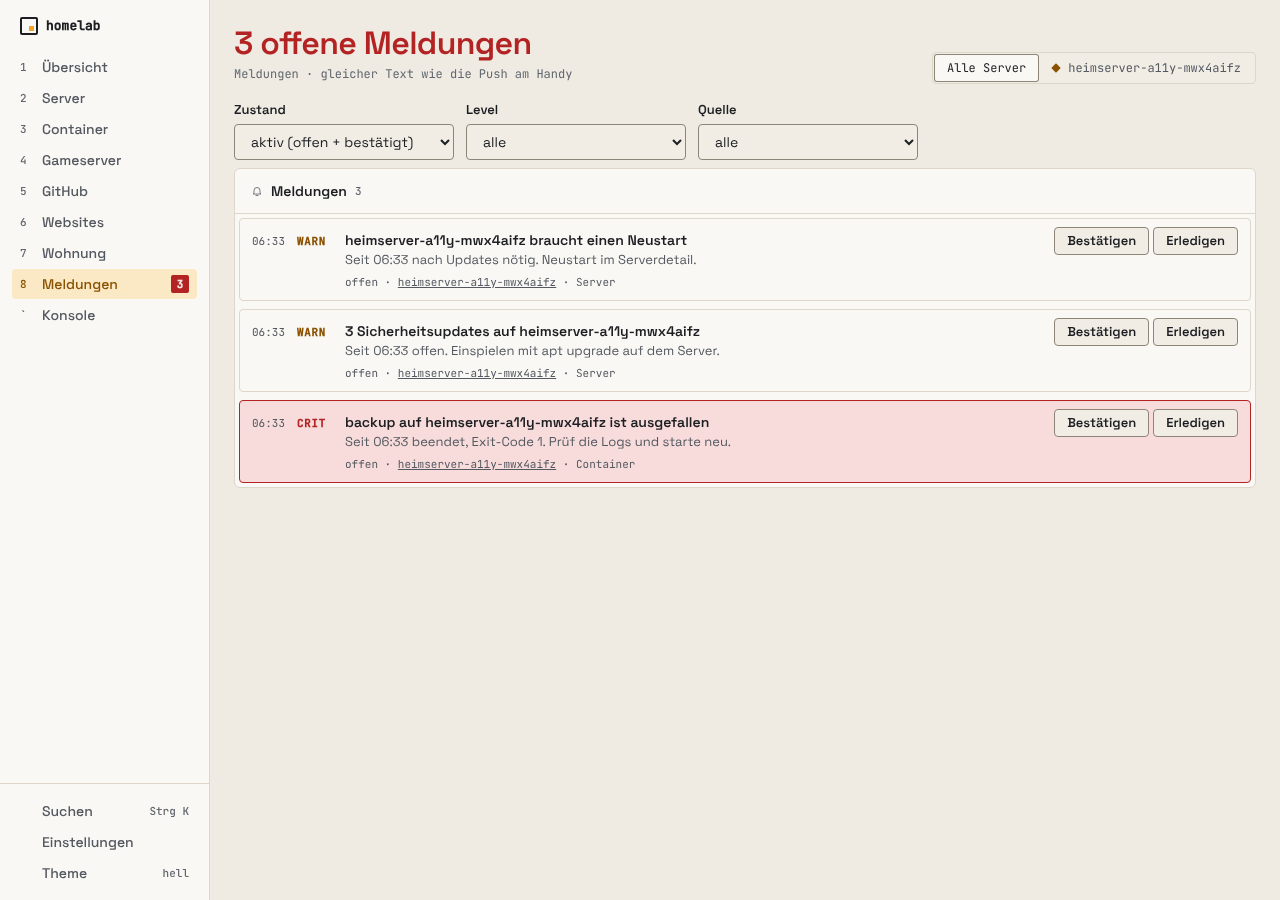 homelab
1 Übersicht
2 Server
3 Container
4 Gameserver
5 GitHub
6 Websites
7 Wohnung
8 Meldungen 3
` Konsole
Suchen Strg K
Einstellungen
Theme hell
3 offene Meldungen
Meldungen · gleicher Text wie die Push am Handy
Alle Server ◆ heimserver-a11y-mwx4aifz
Zustand Level Quelle
aktiv (offen + bestätigt) alle alle
Meldungen 3
06:33 WARN heimserver-a11y-mwx4aifz braucht einen Neustart Bestätigen Erledigen
Seit 06:33 nach Updates nötig. Neustart im Serverdetail.
offen · heimserver-a11y-mwx4aifz · Server
06:33 WARN 3 Sicherheitsupdates auf heimserver-a11y-mwx4aifz Bestätigen Erledigen
Seit 06:33 offen. Einspielen mit apt upgrade auf dem Server.
offen · heimserver-a11y-mwx4aifz · Server
06:33 CRIT backup auf heimserver-a11y-mwx4aifz ist ausgefallen Bestätigen Erledigen
Seit 06:33 beendet, Exit-Code 1. Prüf die Logs und starte neu.
offen · heimserver-a11y-mwx4aifz · Container